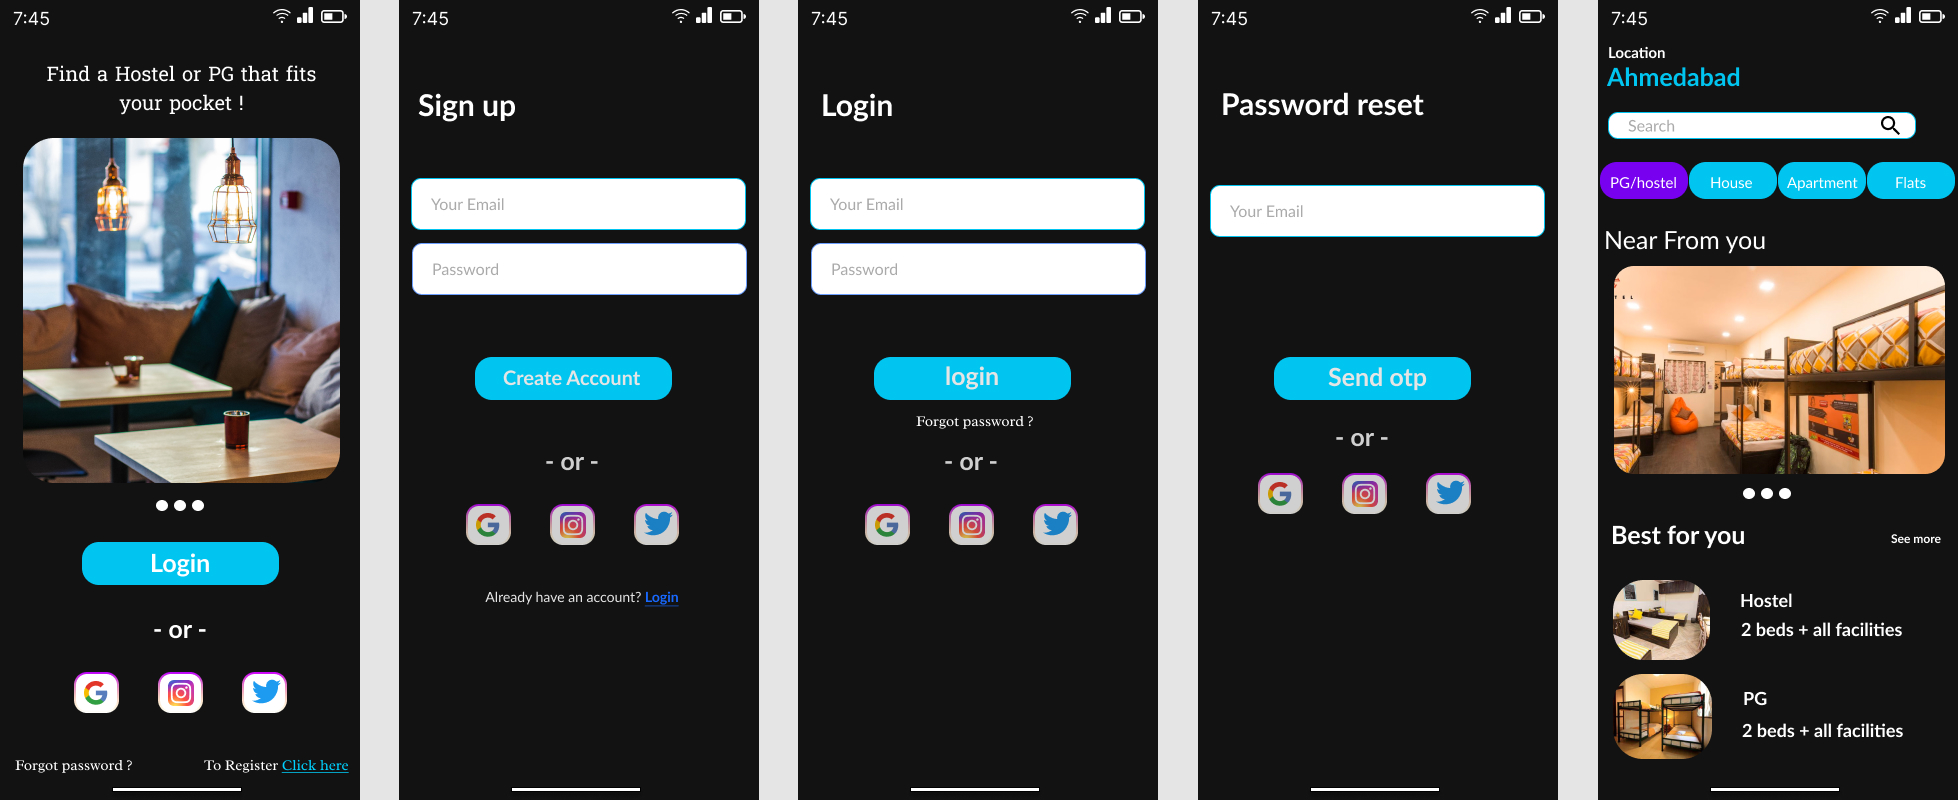 7:45
Find a Hostel or PG that fits
your pocket !
Login
- or -
Forgot password ?
To Register Click here
7:45
Sign up
Your Email
Password
Create Account
- or -
Already have an account? Login
7:45
Login
Your Email
Password
login
Forgot password ?
- or -
7:45
Password reset
Your Email
Send otp
- or -
7:45
Location
Ahmedabad
Search
PG/hostel
House
Apartment
Flats
Near From you
Best for you
See more
Hostel
2 beds + all facilities
PG
2 beds + all facilities